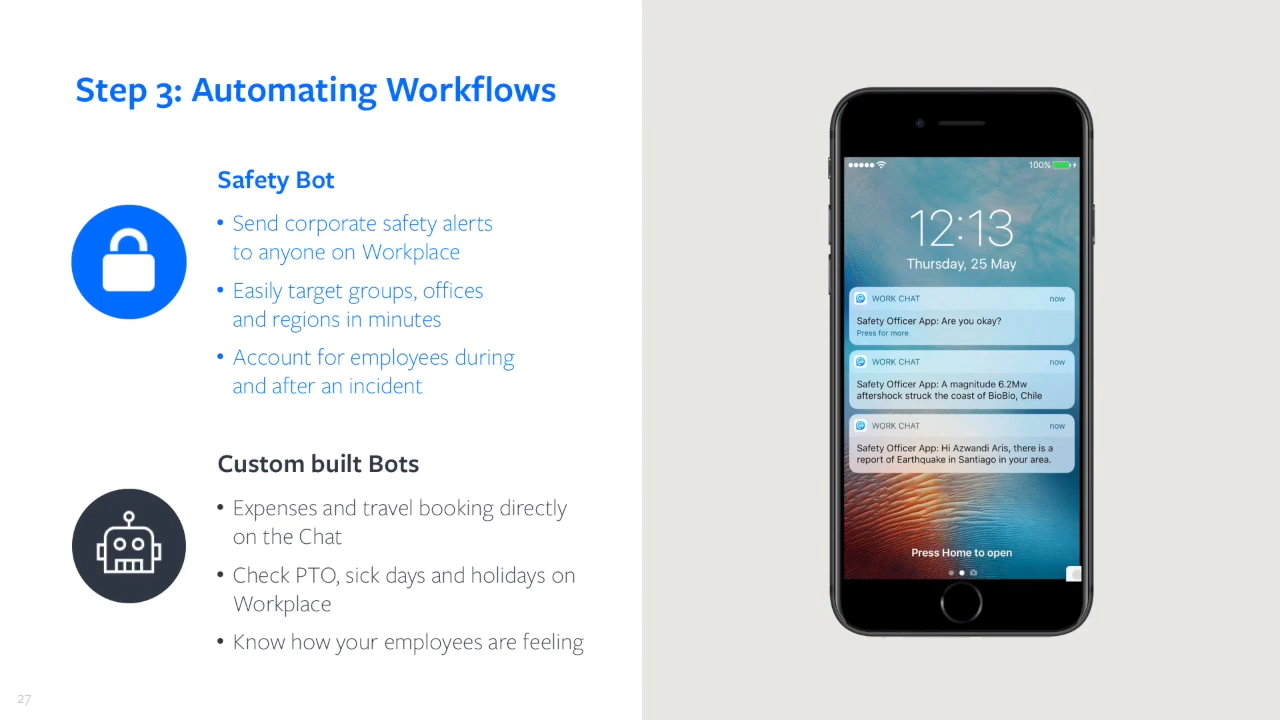 Step 3: Automating Workflows
Safety Bot
• Send corporate safety alerts
to anyone on Workplace
• Easily target groups, offices
and regions in minutes
• Account for employees during
and after an incident
Custom built Bots
• Expenses and travel booking directly
on the Chat
• Check PTO, sick days and holidays on
Workplace
• Know how your employees are feeling
27
100%
12:13
Thursday, 25 May
WORK CHAT now
Safety Officer App: Are you okay?
Press for more
WORK CHAT now
Safety Officer App: A magnitude 6.2Mw
aftershock struck the coast of BioBio, Chile
WORK CHAT now
Safety Officer App: Hi Azwandi Aris, there is a
report of Earthquake in Santiago in your area.
Press Home to open